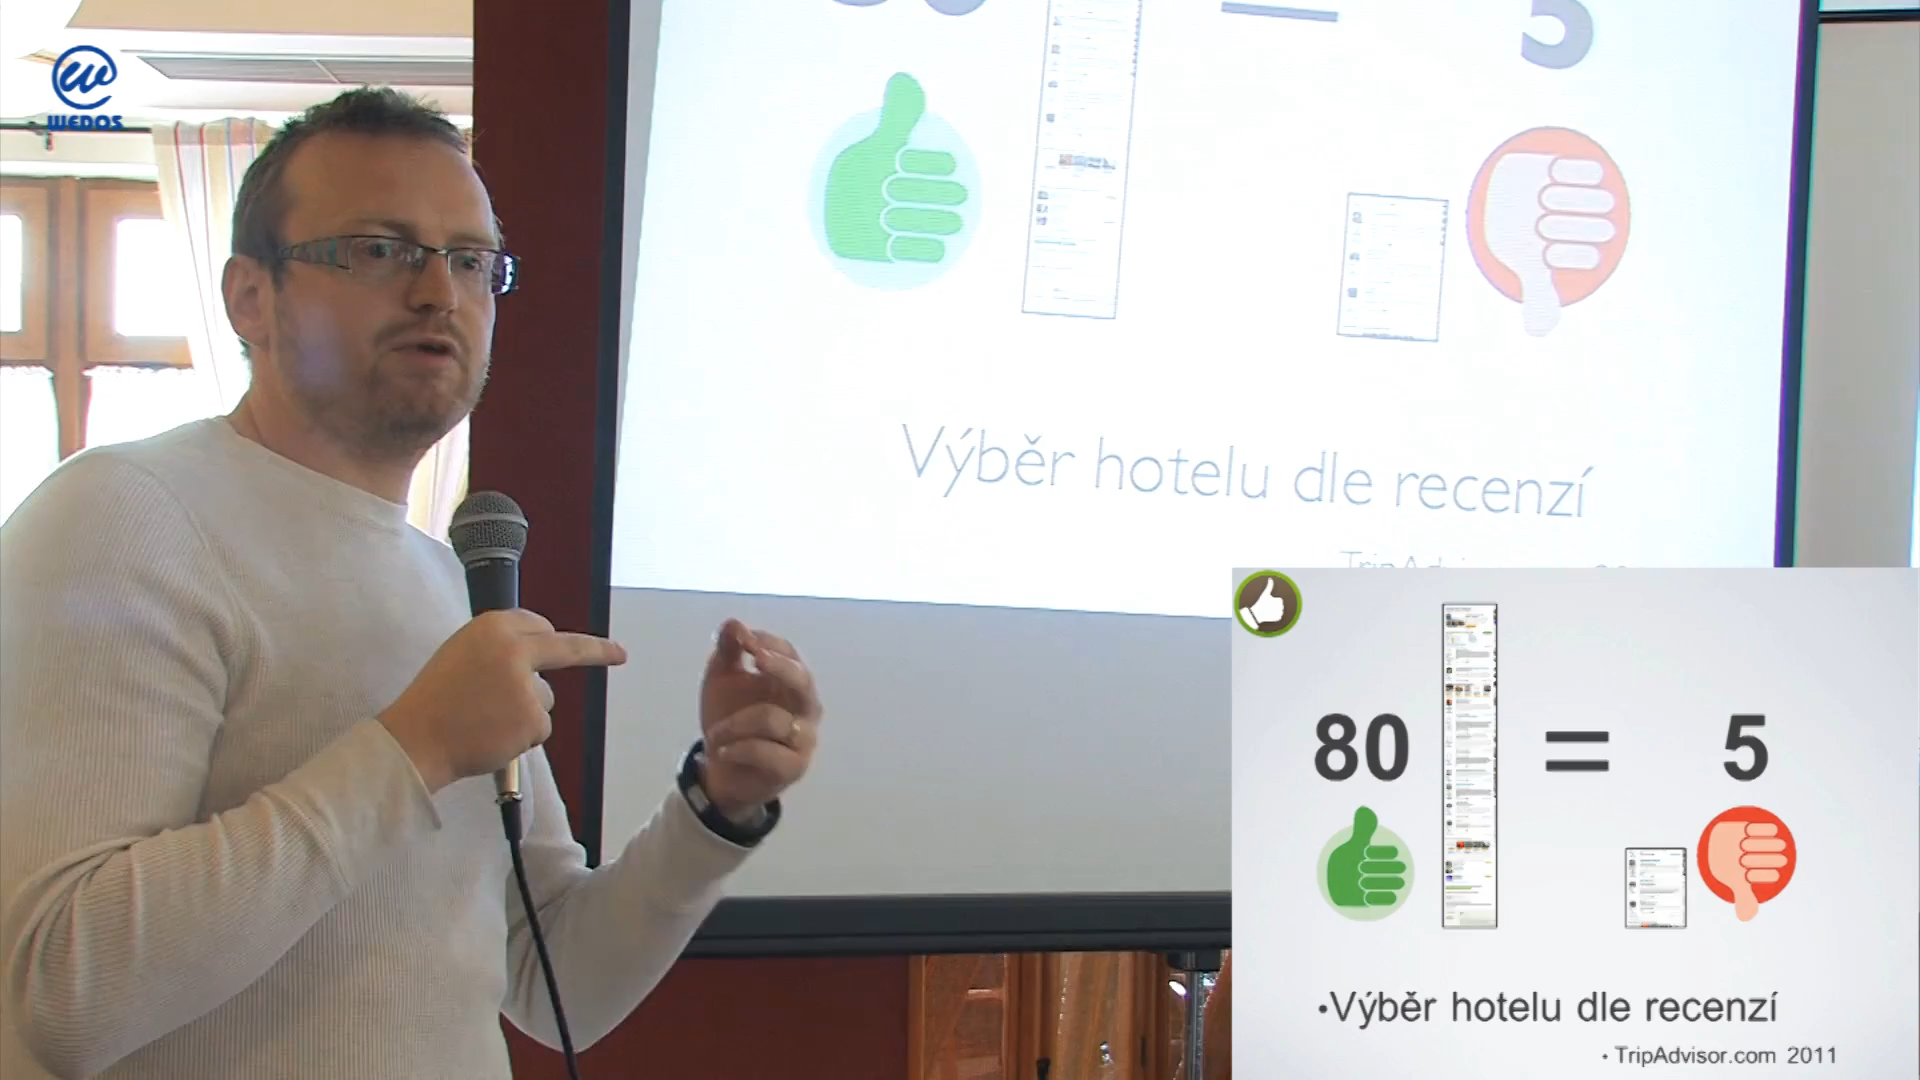 WEDOS
5
Výběr hotelu dle recenzí
80 = 5
•Výběr hotelu dle recenzí
• TripAdvisor.com 2011